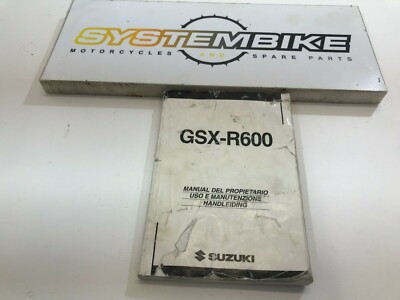 SYSTEMBIKE
MOTORCYCLES AND SPARE PARTS
GSX-R600
MANUAL DEL PROPIETARIO
USO E MANUTENZIONE
HANDLEIDING
SUZUKI